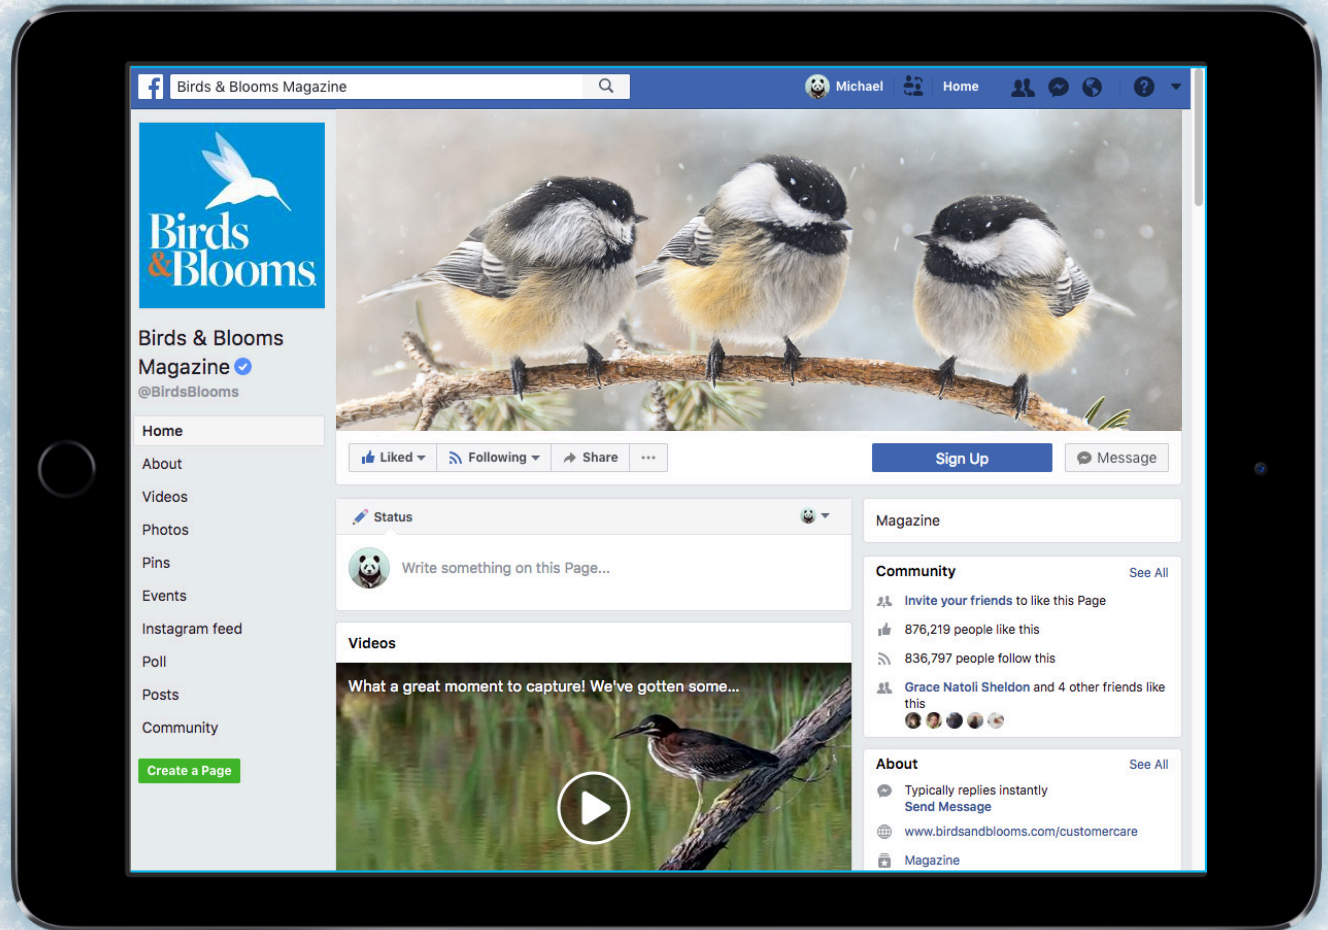 Birds & Blooms Magazine
Michael
Home
Birds
&Blooms
Birds & Blooms
Magazine
@BirdsBlooms
Home
About
Videos
Photos
Pins
Events
Instagram feed
Poll
Posts
Community
Create a Page
Liked
Following
Share
Sign Up
Message
Status
Write something on this Page...
Videos
What a great moment to capture! We've gotten some...
Magazine
Community
See All
Invite your friends to like this Page
876,219 people like this
836,797 people follow this
Grace Natoli Sheldon and 4 other friends like
this
About
See All
Typically replies instantly
Send Message
www.birdsandblooms.com/customercare
Magazine